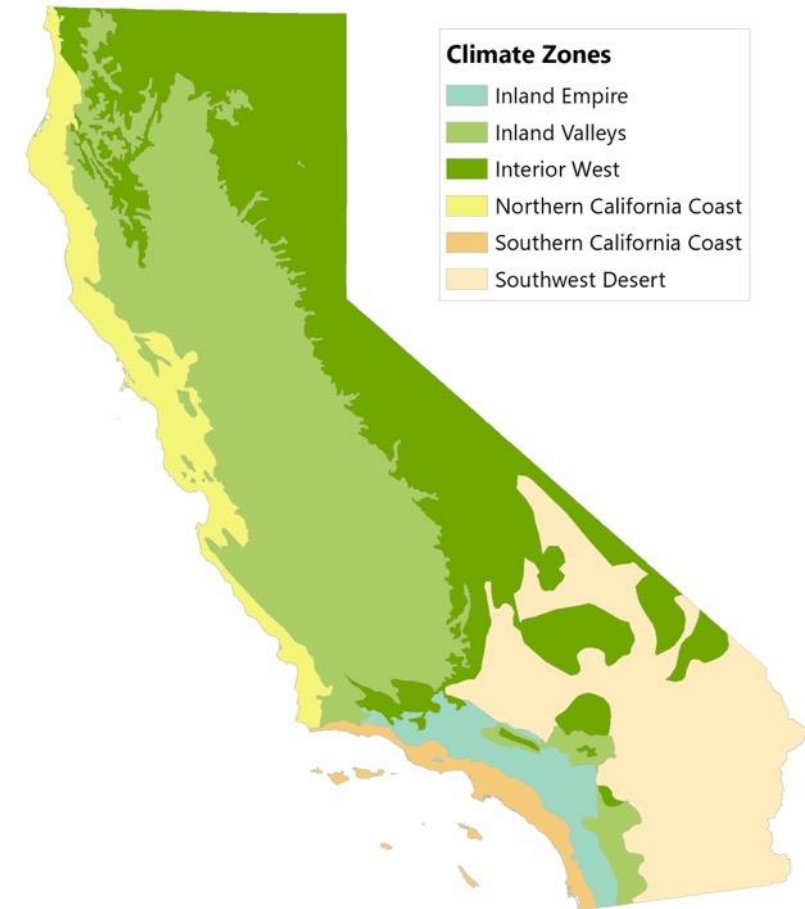 Climate Zones
Inland Empire
Inland Valleys
Interior West
Northern California Coast
Southern California Coast
Southwest Desert